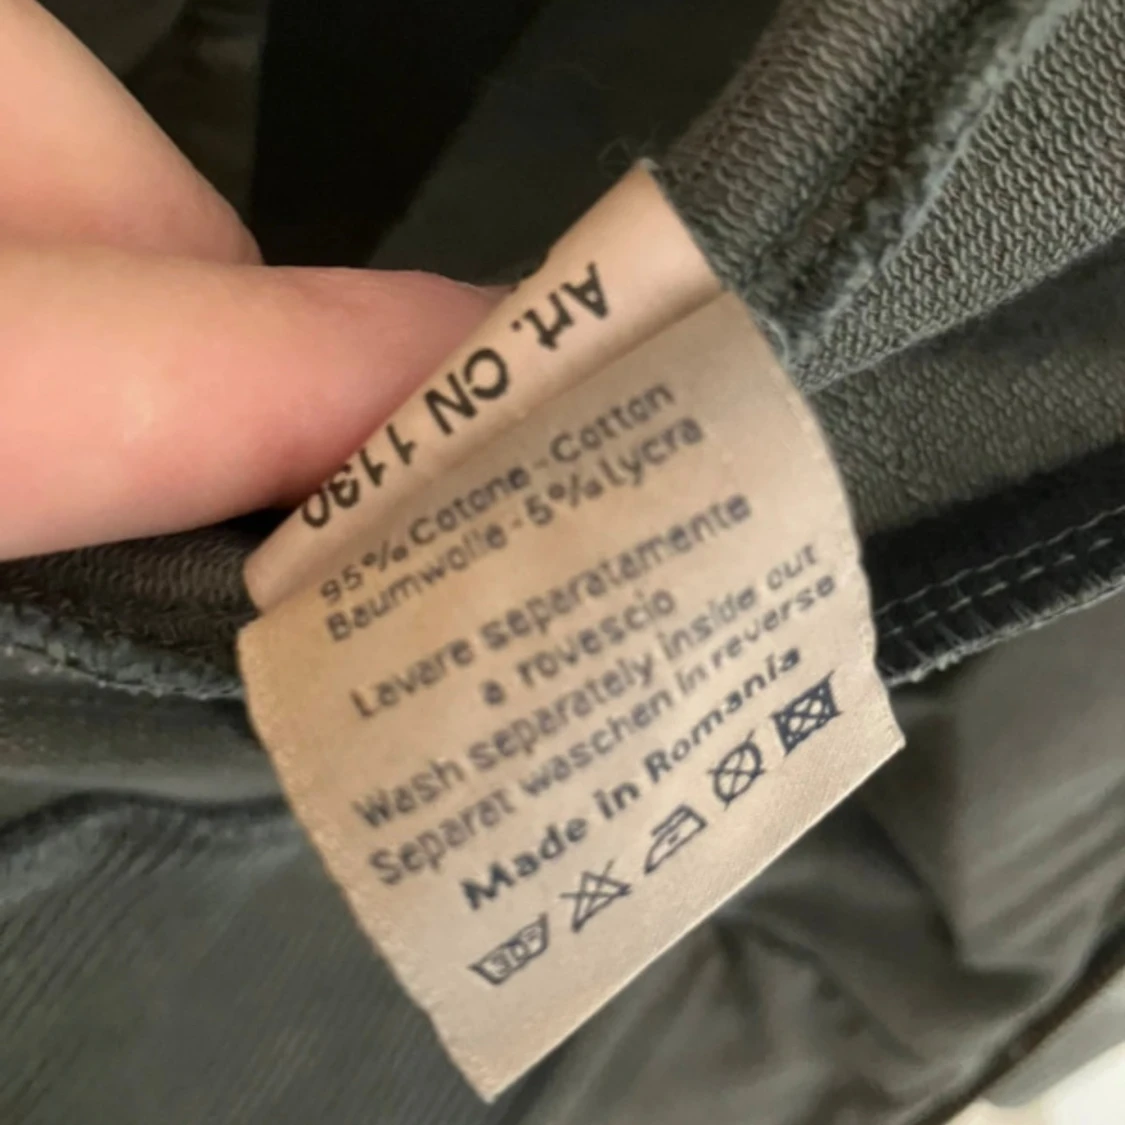 Art. CN 1130
95% Cotone - Cotton
Baumwolle - 5% Lycra
Lavare separatamente
a rovescio
Wash separately inside out
Separat waschen in reverse
Made in Romania
30°